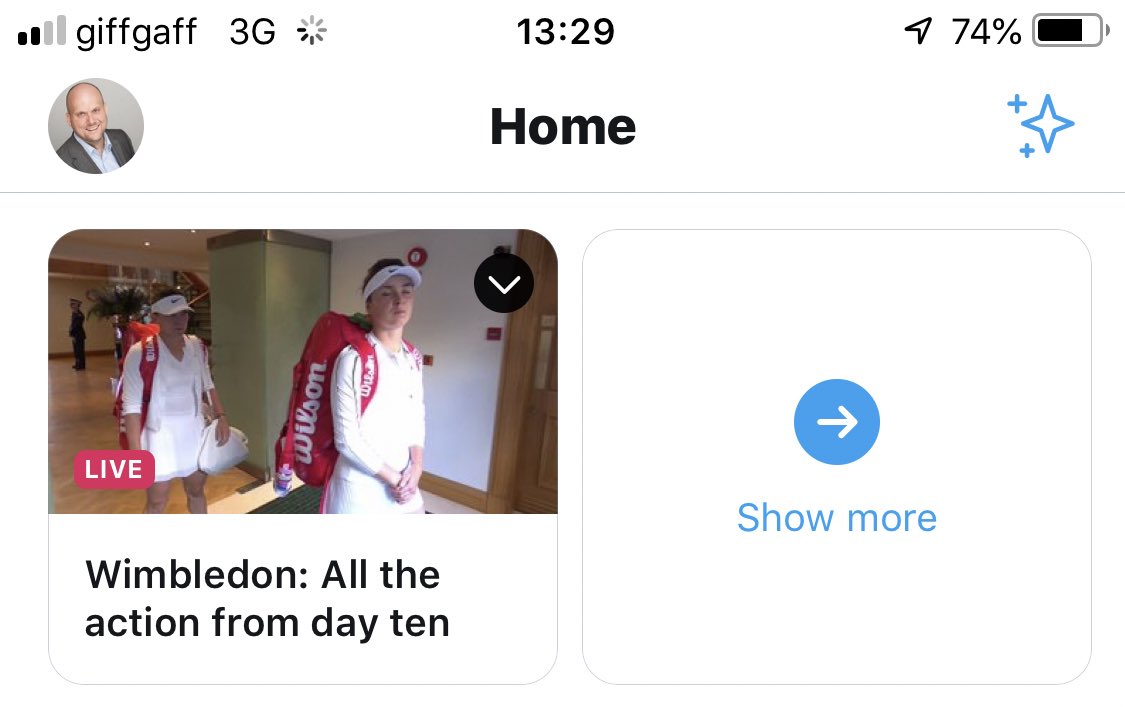 giffgaff 3G 13:29 74%
Home
Wilson
Wilson
LIVE
Wimbledon: All the
action from day ten
Show more